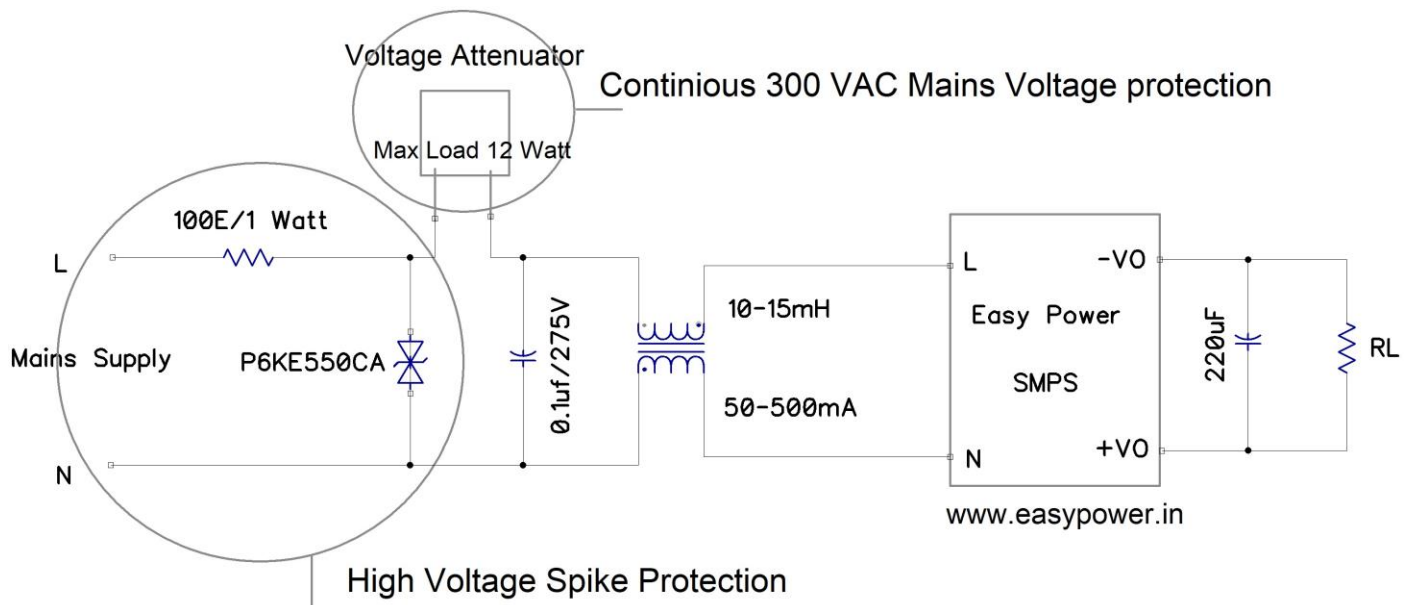 Voltage Attenuator
Continious 300 VAC Mains Voltage protection
Max Load 12 Watt
100E/1 Watt
L
Mains Supply
P6KE550CA
N
0.1uf/275V
10-15mH
50-500mA
L
-VO
Easy Power
SMPS
N
+VO
www.easypower.in
220uF
RL
High Voltage Spike Protection